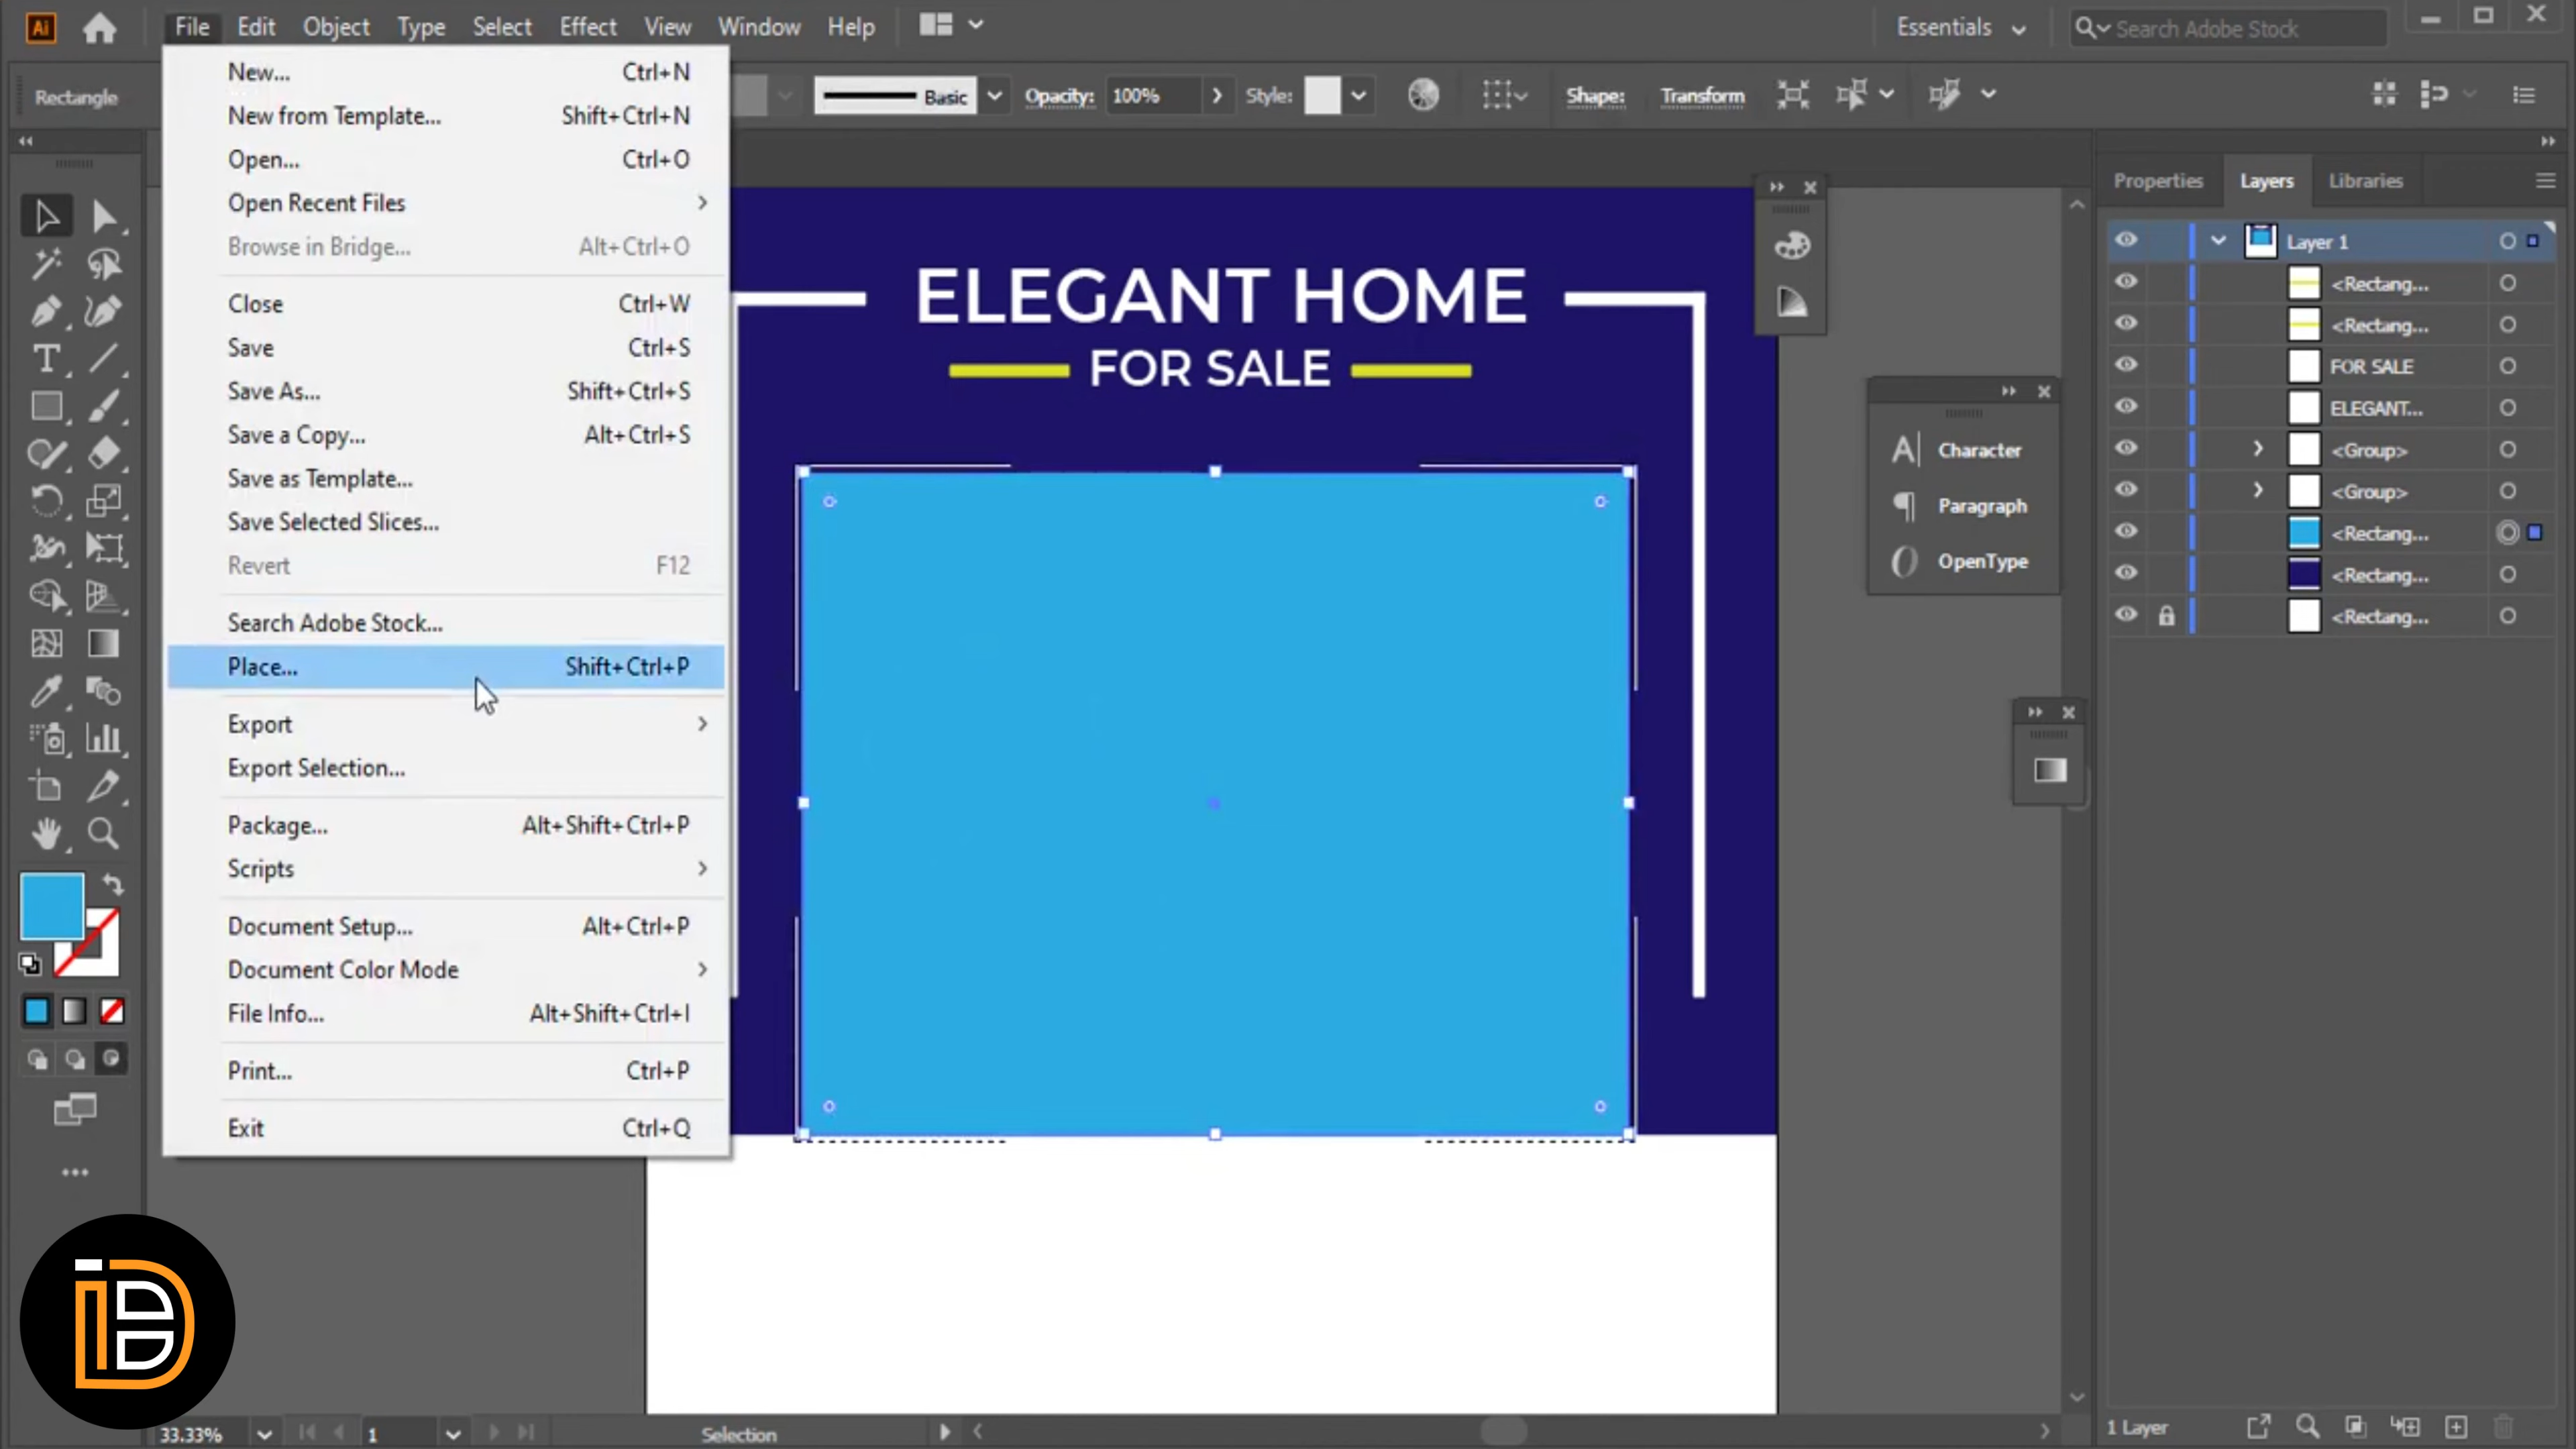 Ai File Edit Object Type Select Effect View Window Help Essentials Search Adobe Stock
Rectangle Basic Opacity: 100% Style: Shape: Transform
New... Ctrl+N
New from Template... Shift+Ctrl+N
Open... Ctrl+O
Open Recent Files
Browse in Bridge... Alt+Ctrl+O
Close Ctrl+W
Save Ctrl+S
Save As... Shift+Ctrl+S
Save a Copy... Alt+Ctrl+S
Save as Template...
Save Selected Slices...
Revert F12
Search Adobe Stock...
Place... Shift+Ctrl+P
Export
Export Selection...
Package... Alt+Shift+Ctrl+P
Scripts
Document Setup... Alt+Ctrl+P
Document Color Mode
File Info... Alt+Shift+Ctrl+I
Print... Ctrl+P
Exit Ctrl+Q
ELEGANT HOME
FOR SALE
Character
Paragraph
OpenType
Properties Layers Libraries
Layer 1
<Rectang...
<Rectang...
FOR SALE
ELEGANT...
<Group>
<Group>
<Rectang...
<Rectang...
<Rectang...
33.33% 1 Selection
1 Layer